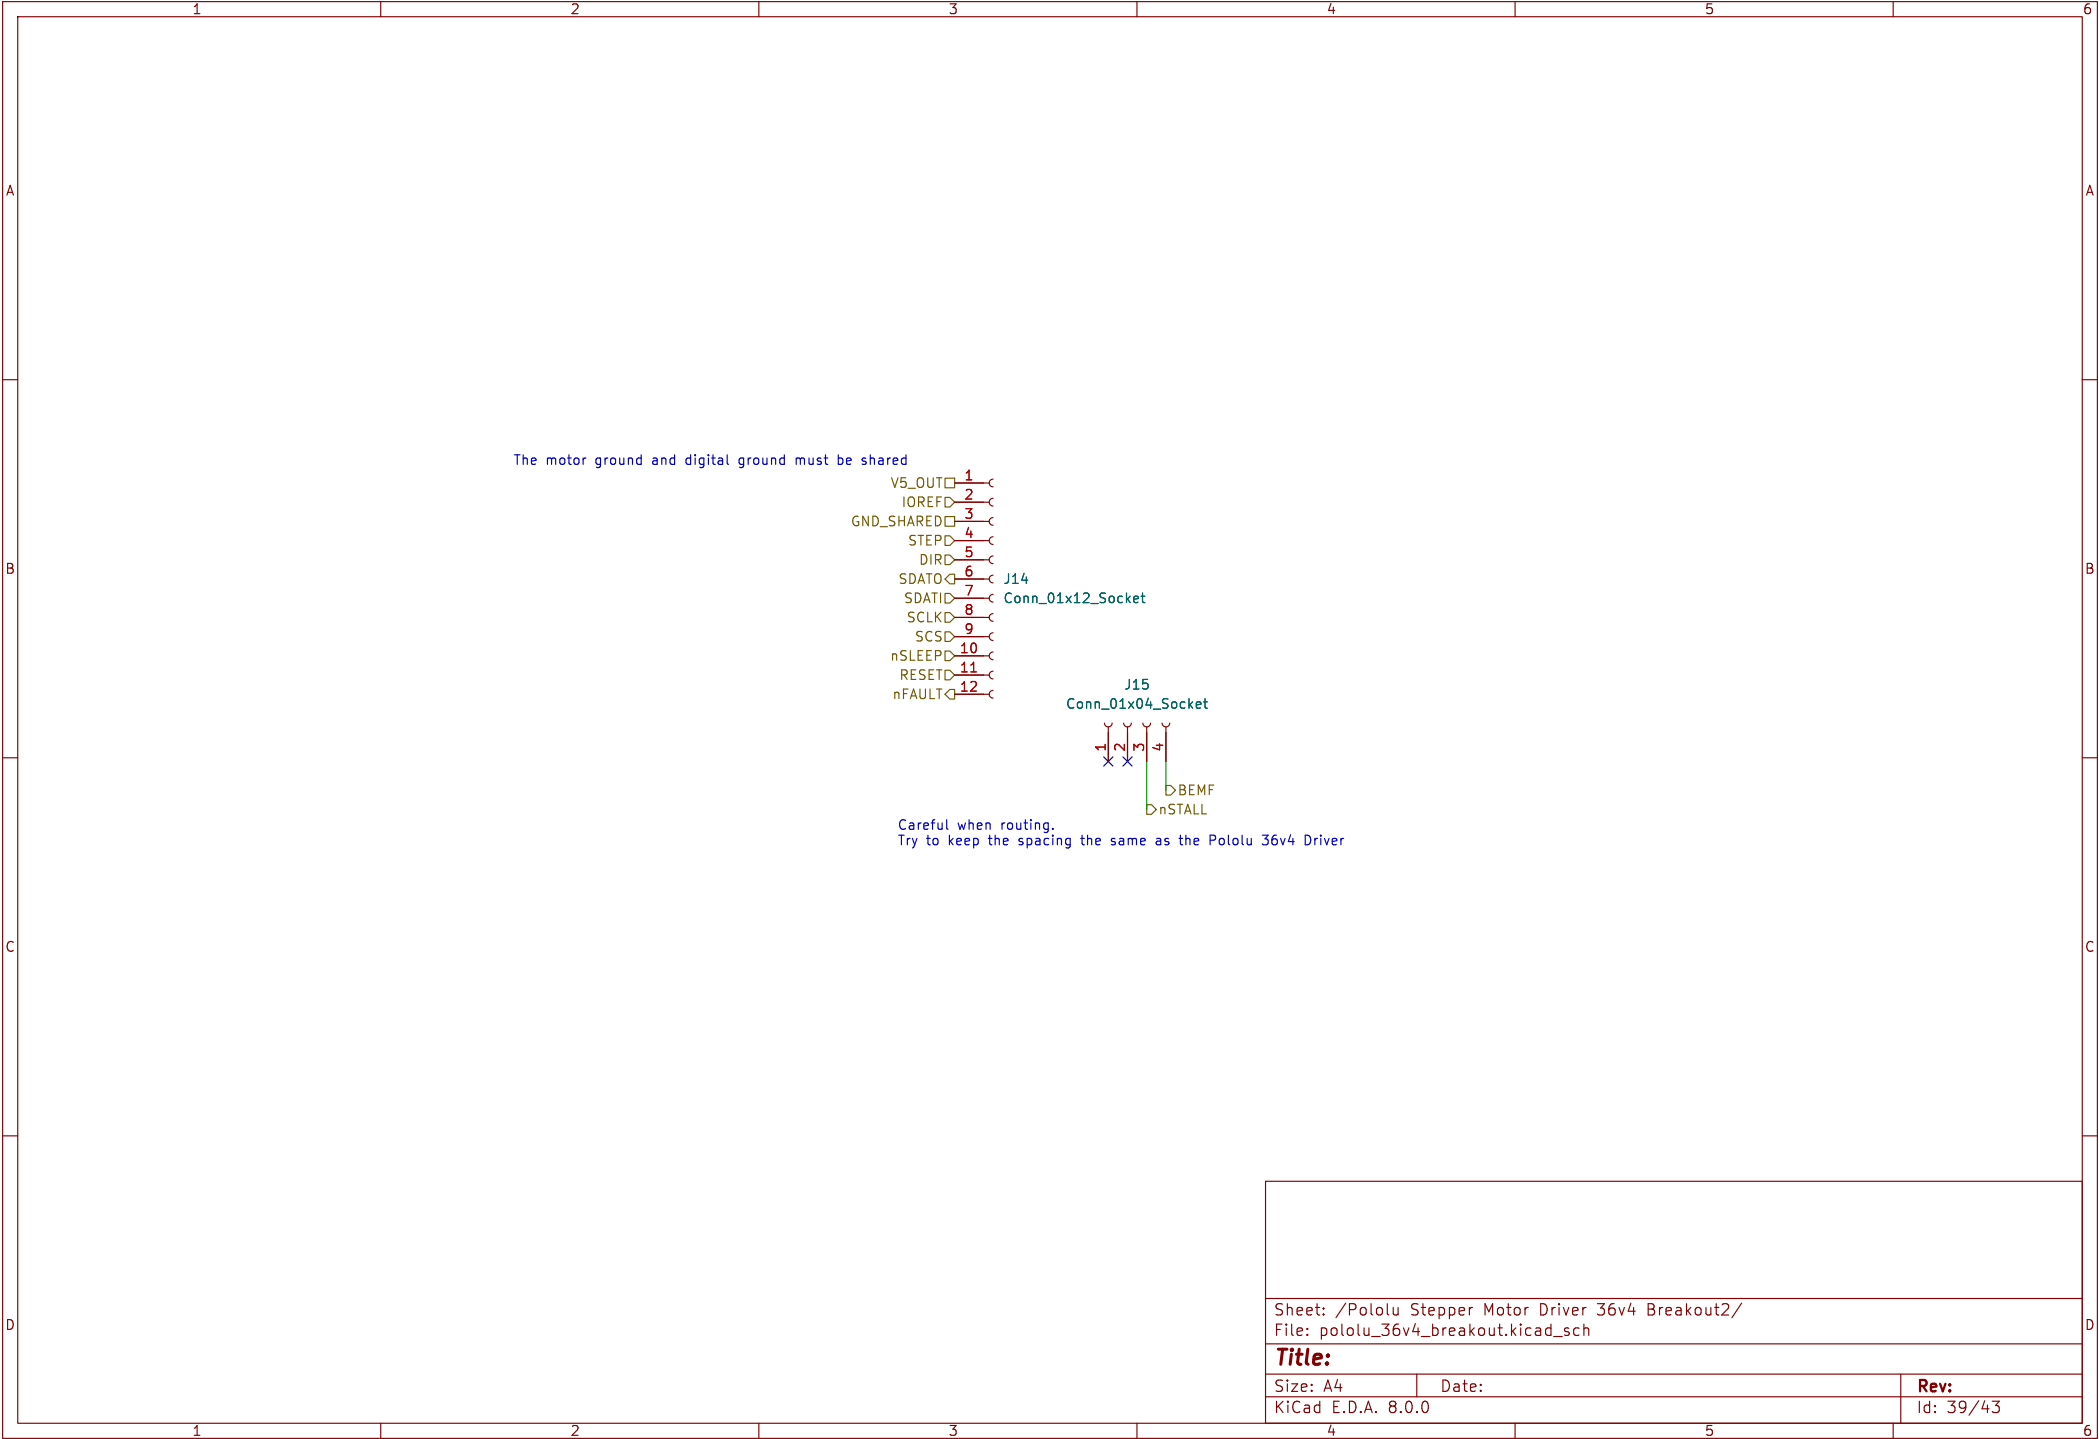 1 2 3 4 5 6
A A
The motor ground and digital ground must be shared
V5_OUT 1
IOREF 2
GND_SHARED 3
STEP 4
DIR 5
B B
SDATO 6 J14
SDATI 7 Conn_01x12_Socket
SCLK 8
SCS 9
nSLEEP 10
RESET 11
nFAULT 12
J15
Conn_01x04_Socket
1 2 3 4
BEMF
nSTALL
Careful when routing.
Try to keep the spacing the same as the Pololu 36v4 Driver
C C
Sheet: /Pololu Stepper Motor Driver 36v4 Breakout2/
D D
File: pololu_36v4_breakout.kicad_sch
Title:
Size: A4 Date: Rev:
KiCad E.D.A. 8.0.0 Id: 39/43
1 2 3 4 5 6